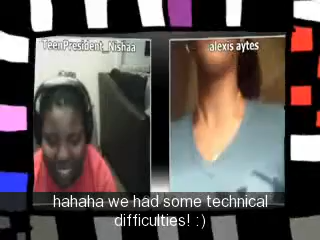 TeenPresident_Nishaa
alexis aytes
hahaha we had some technical
difficulties! :)